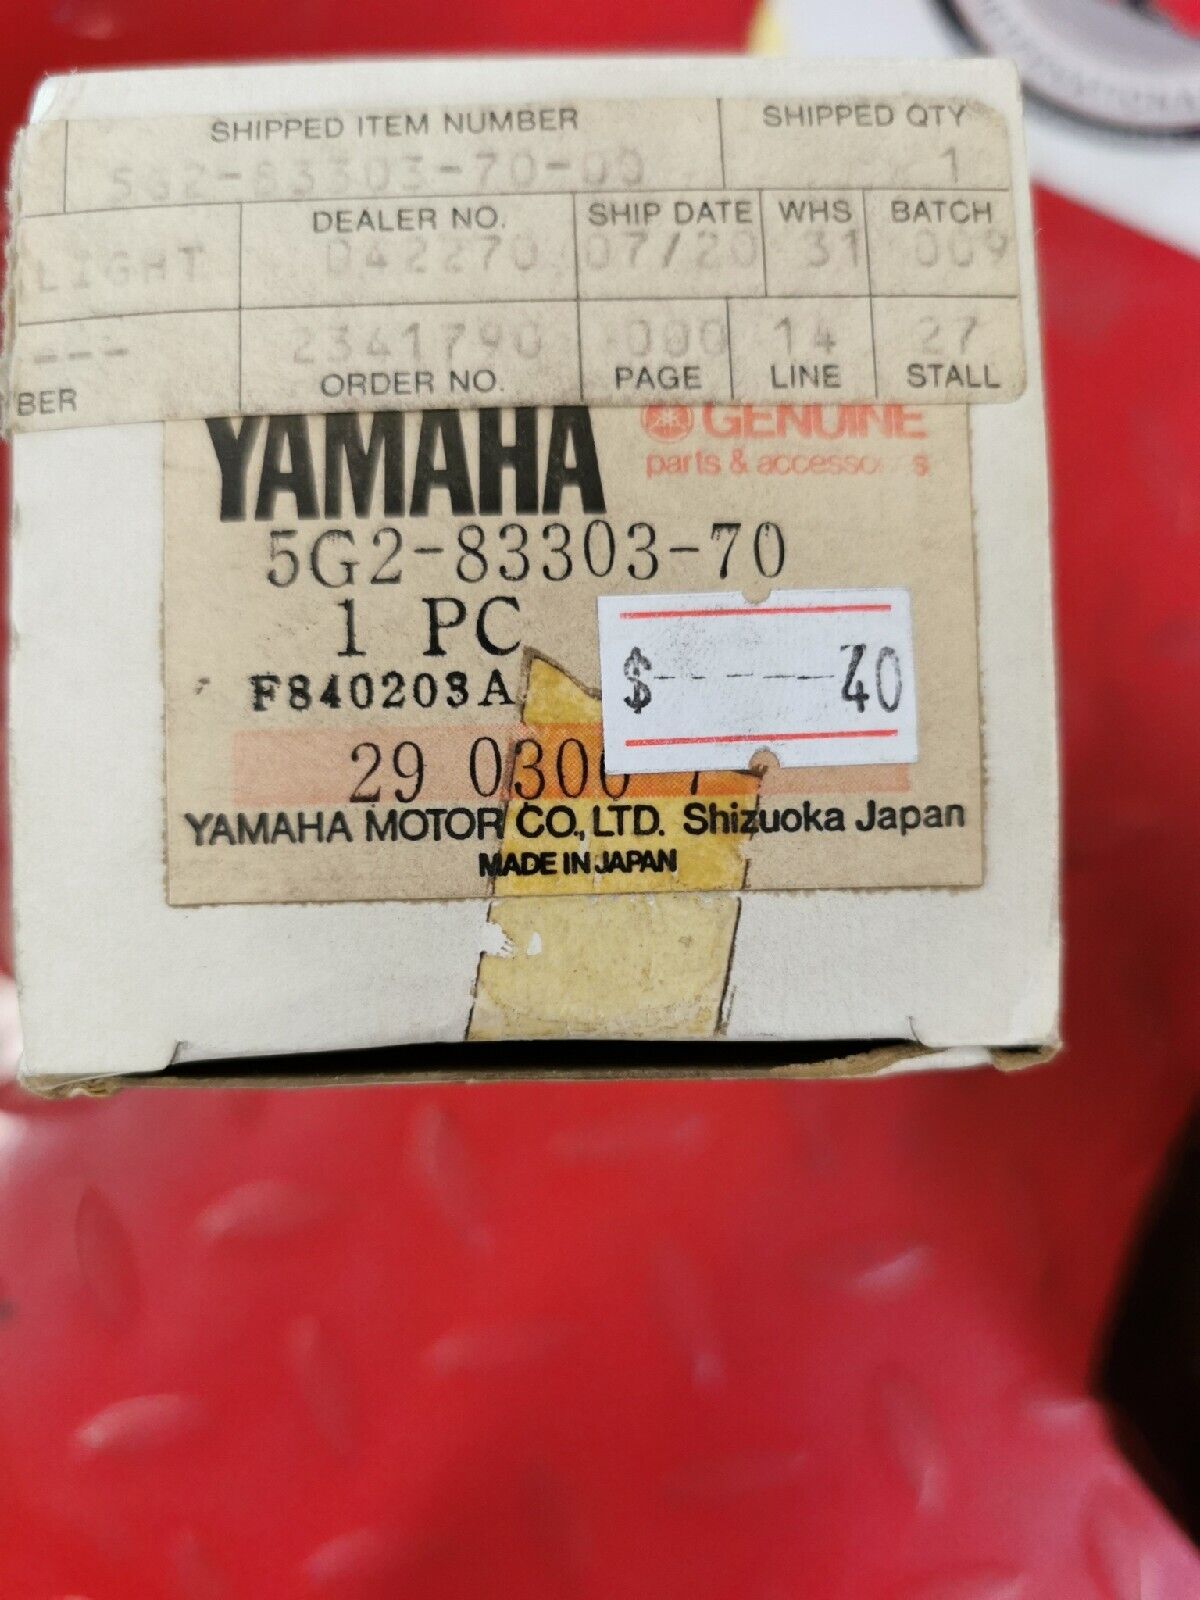 SHIPPED ITEM NUMBER SHIPPED QTY
5G2-83303-70-00 1
DEALER NO. SHIP DATE WHS BATCH
LIGHT 042270 07/20 31 009
--- 2341790 000 14 27
BER ORDER NO. PAGE LINE STALL
YAMAHA GENUINE
parts & accessories
5G2-83303-70
1 PC
F840203A
$-----40
29 0300
YAMAHA MOTOR CO., LTD. Shizuoka Japan
MADE IN JAPAN